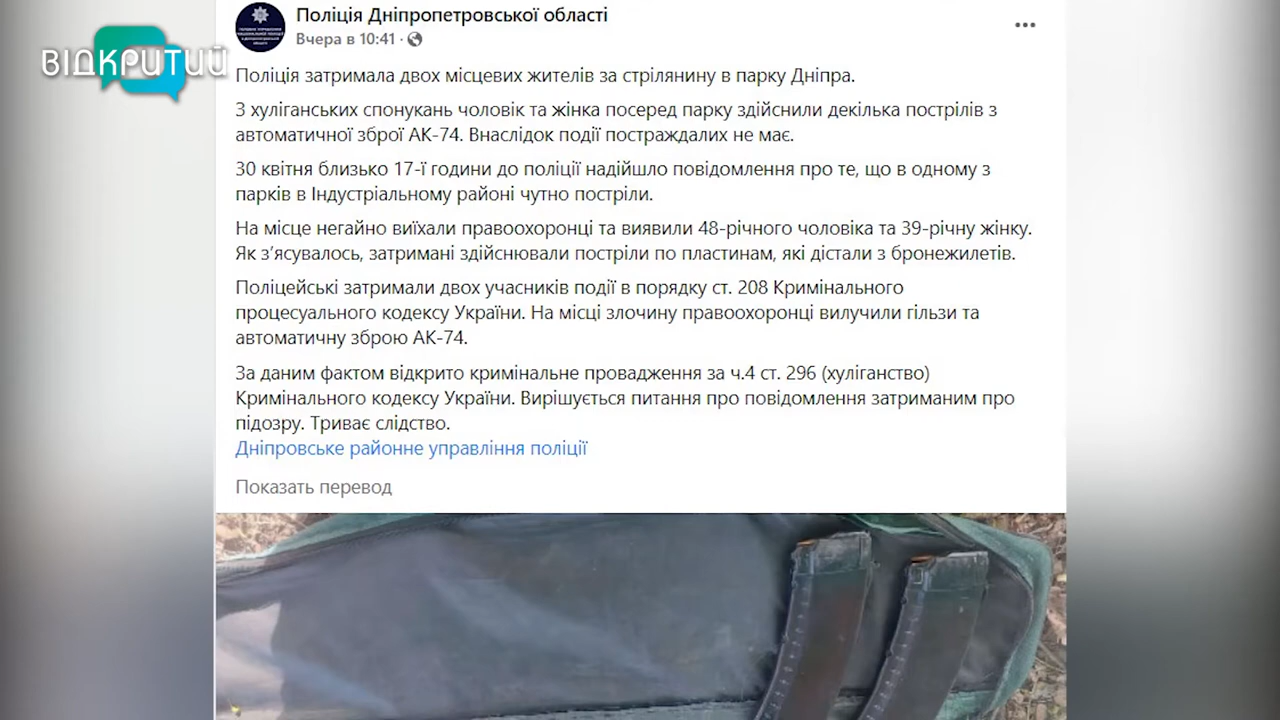 Поліція Дніпропетровської області
Вчера в 10:41 ·
ВІДКРИТИЙ
Поліція затримала двох місцевих жителів за стрілянину в парку Дніпра.
З хуліганських спонукань чоловік та жінка посеред парку здійснили декілька пострілів з
автоматичної зброї АК-74. Внаслідок події постраждалих не має.
30 квітня близько 17-ї години до поліції надійшло повідомлення про те, що в одному з
парків в Індустріальному районі чутно постріли.
На місце негайно виїхали правоохоронці та виявили 48-річного чоловіка та 39-річну жінку.
Як з’ясувалось, затримані здійснювали постріли по пластинам, які дістали з бронежилетів.
Поліцейські затримали двох учасників події в порядку ст. 208 Кримінального
процесуального кодексу України. На місці злочину правоохоронці вилучили гільзи та
автоматичну зброю АК-74.
За даним фактом відкрито кримінальне провадження за ч.4 ст. 296 (хуліганство)
Кримінального кодексу України. Вирішується питання про повідомлення затриманим про
підозру. Триває слідство.
Дніпровське районне управління поліції
Показать перевод